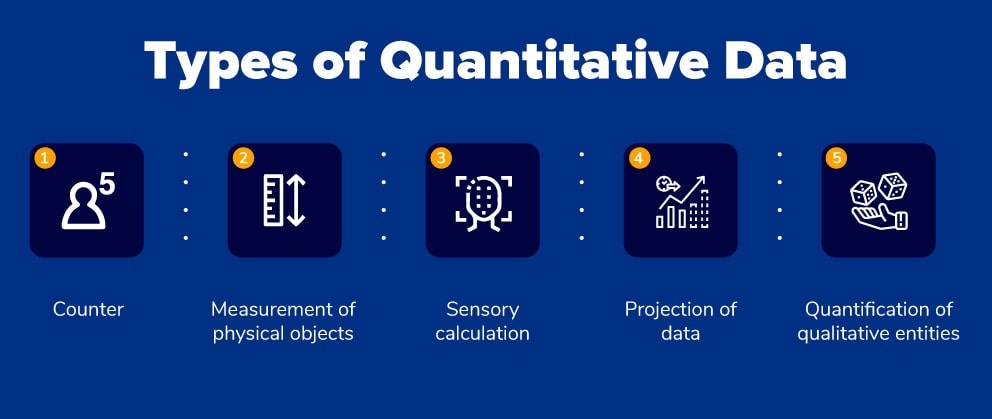 Types of Quantitative Data
1
5
2
3
4
5
Counter
Measurement of
physical objects
Sensory
calculation
Projection of
data
Quantification of
qualitative entities